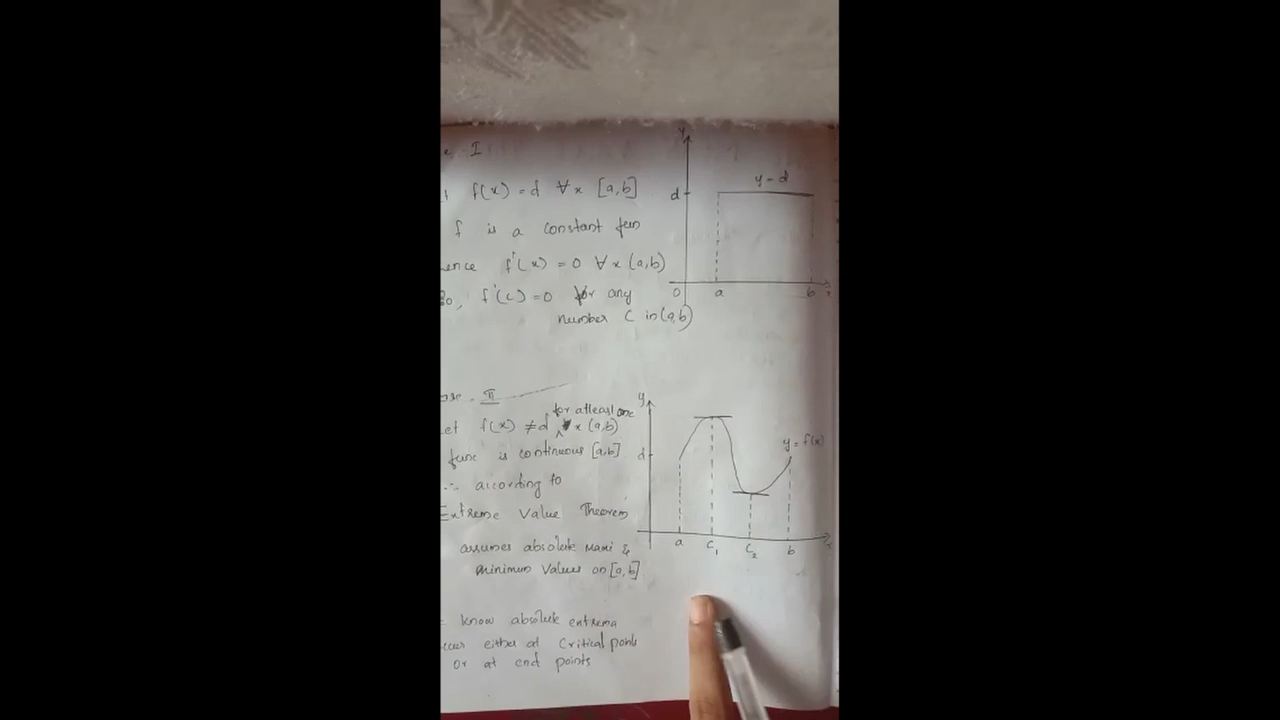 I
f(x) = d ∀ x [a,b]
f is a constant fun
f'(x) = 0 ∀ x (a,b)
f'(c) = 0 for any
number C in (a,b)
y
y = d
d
0 a b x
II
for atleast one
f(x) ≠ d x (a,b)
func is continuous [a,b]
∴ according to
Extreme Value Theorem
assumes absolute Maxi &
Minimum Values on [a,b]
know absolute extrema
either at Critical points
or at end points
y
d
y = f(x)
a C₁ C₂ b x